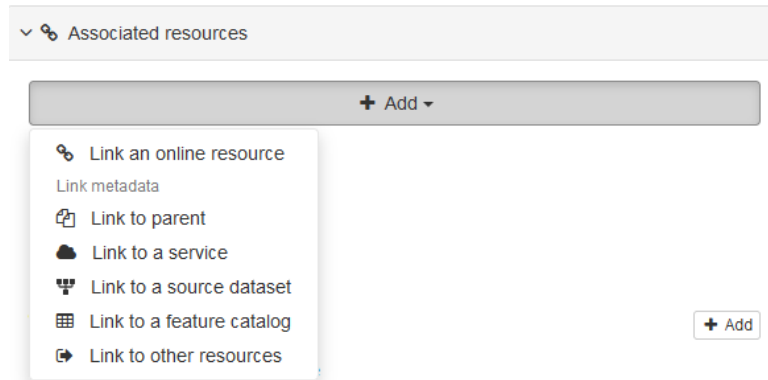 Associated resources
Add
Link an online resource
Link metadata
Link to parent
Link to a service
Link to a source dataset
Link to a feature catalog
Add
Link to other resources